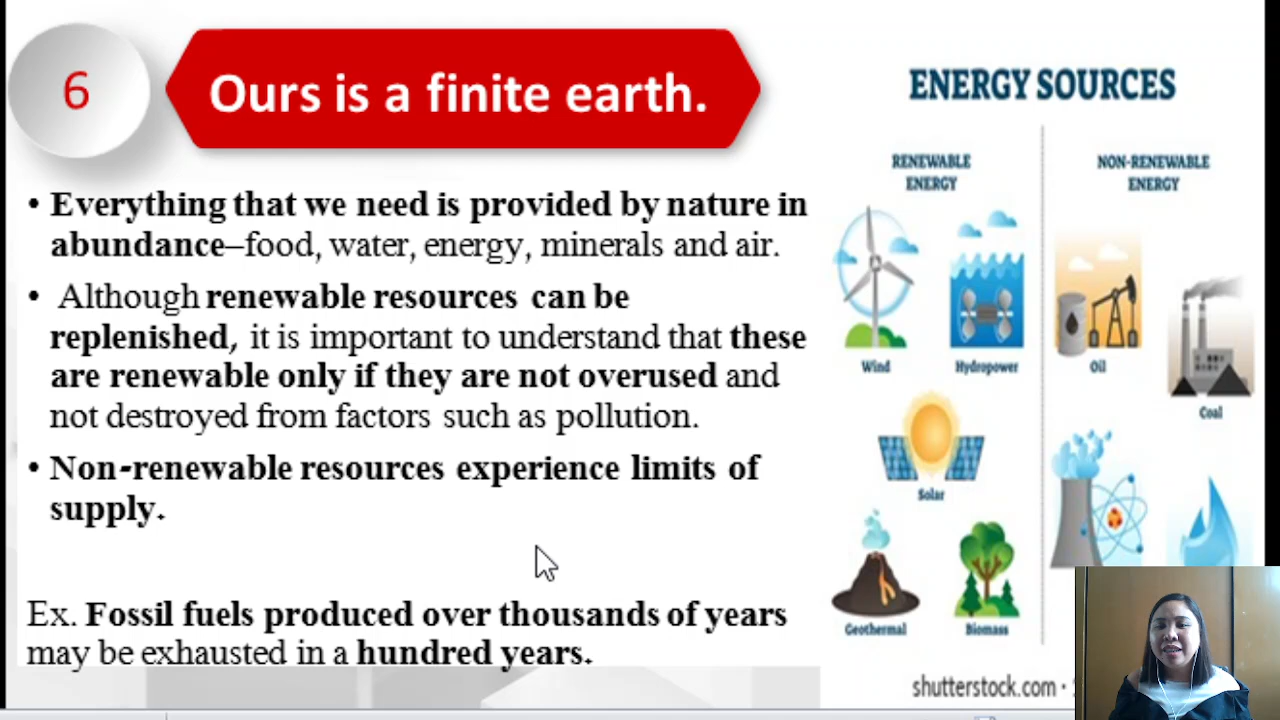 6
Ours is a finite earth.
• Everything that we need is provided by nature in
abundance–food, water, energy, minerals and air.
• Although renewable resources can be
replenished, it is important to understand that these
are renewable only if they are not overused and
not destroyed from factors such as pollution.
• Non-renewable resources experience limits of
supply.
Ex. Fossil fuels produced over thousands of years
may be exhausted in a hundred years.
ENERGY SOURCES
RENEWABLE
ENERGY
NON-RENEWABLE
ENERGY
Wind
Hydropower
Oil
Coal
Solar
Geothermal
Biomass
shutterstock.com ·